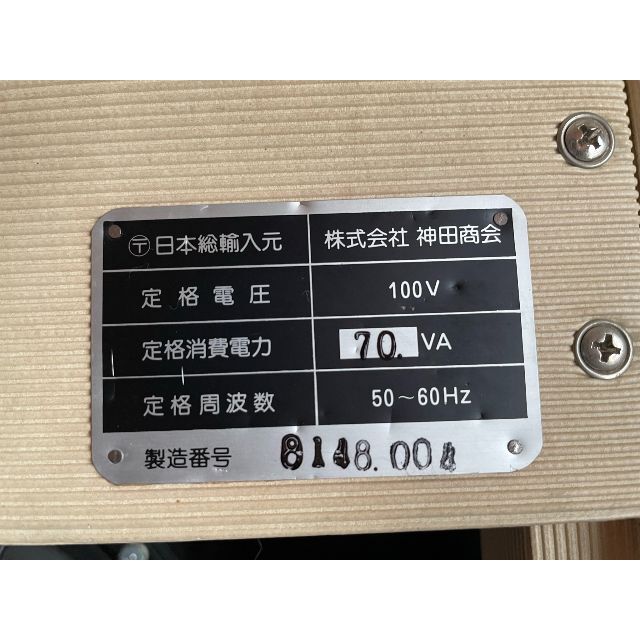 〒日本総輸入元 株式会社 神田商会
定格電圧 100V
定格消費電力 70. VA
定格周波数 50～60Hz
製造番号 8148.004